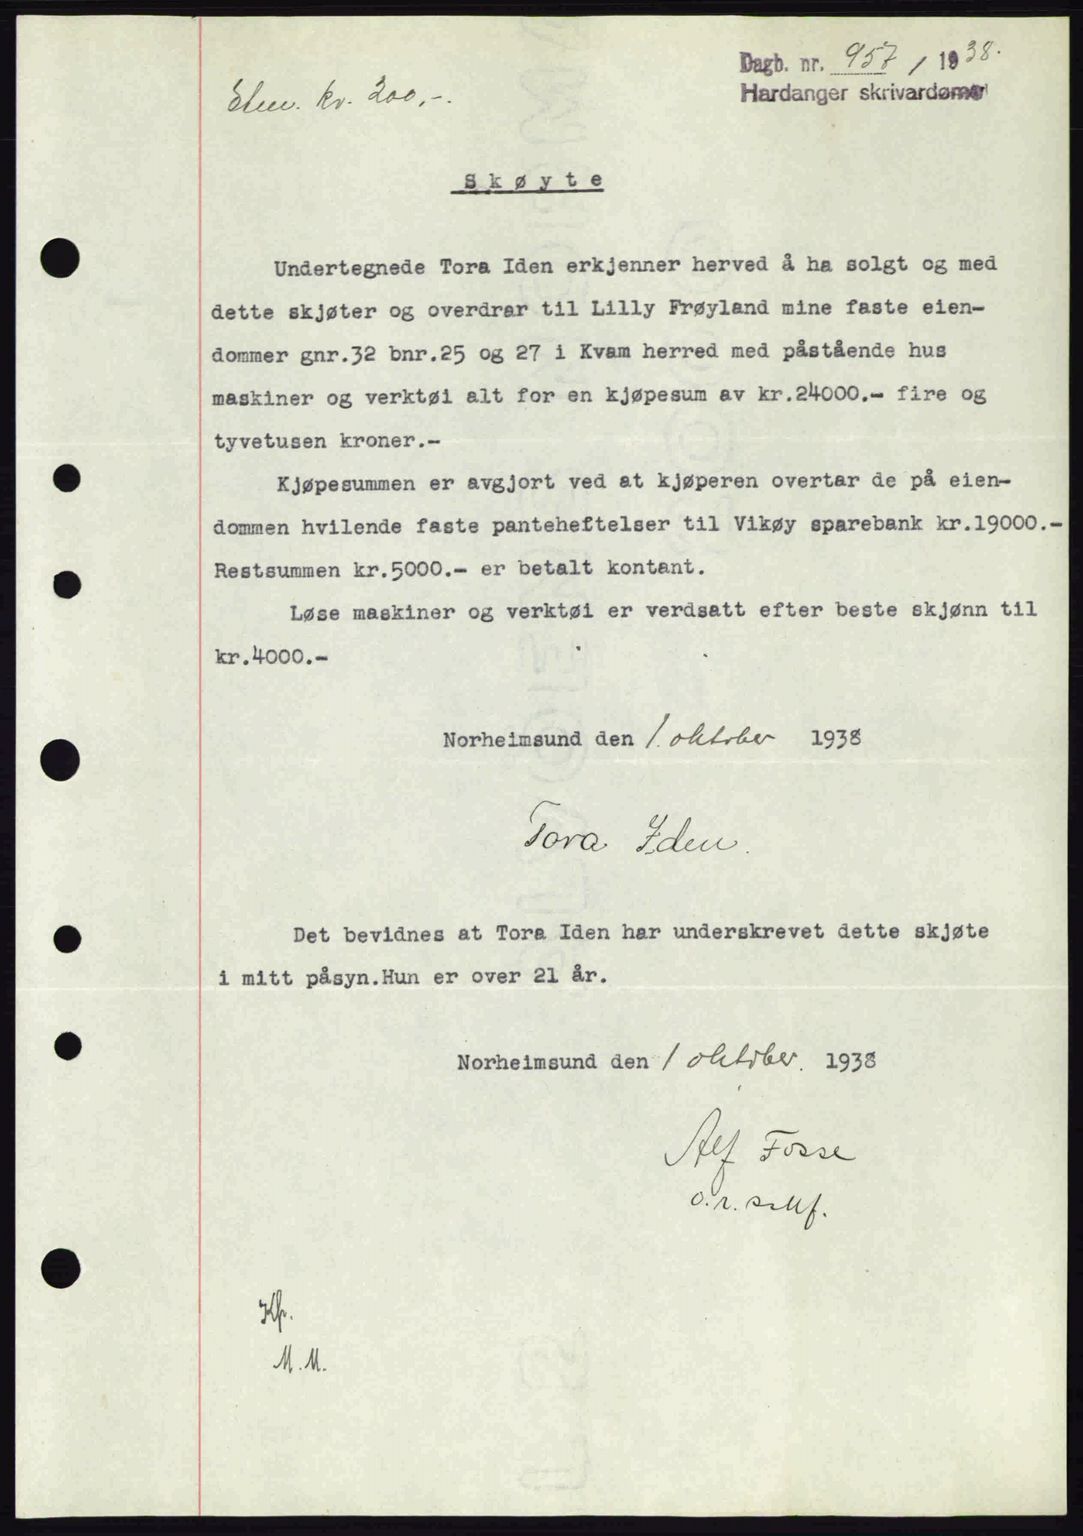 Dagb. nr. 957 / 1938.
Hardanger skrivardøme
kr. 200,-.
Skøyte
Undertegnede Tora Iden erkjenner herved å ha solgt og med
dette skjøter og overdrar til Lilly Frøyland mine faste eien-
dommer gnr.32 bnr.25 og 27 i Kvam herred med påstående hus
maskiner og verktøi alt for en kjøpesum av kr.24000.- fire og
tyvetusen kroner.-
Kjøpesummen er avgjort ved at kjøperen overtar de på eien-
dommen hvilende faste panteheftelser til Vikøy sparebank kr.19000.-
Restsummen kr.5000.- er betalt kontant.
Løse maskiner og verktøi er verdsatt efter beste skjønn til
kr.4000.-
Norheimsund den 1. oktober 1938
Tora Iden.
Det bevidnes at Tora Iden har underskrevet dette skjøte
i mitt påsyn.Hun er over 21 år.
Norheimsund den 1 oktober. 1938
Alf Fosse
o.r. sakf.
Kp.
M.M.